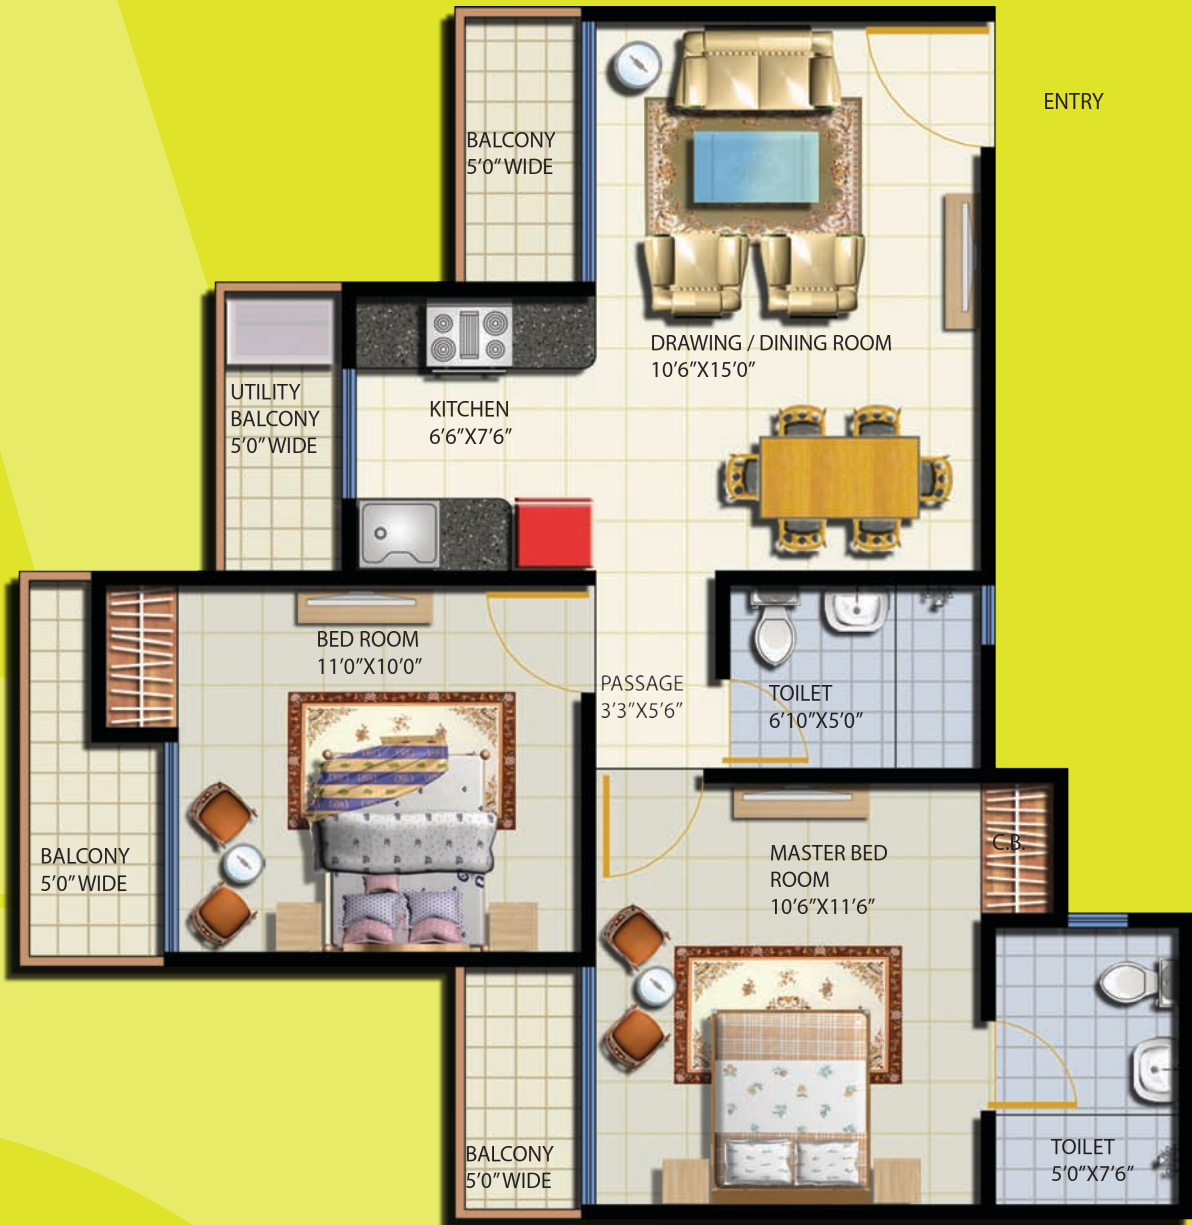 ENTRY
BALCONY
5'0" WIDE
DRAWING / DINING ROOM
10'6"X15'0"
UTILITY
BALCONY
5'0" WIDE
KITCHEN
6'6"X7'6"
BED ROOM
11'0"X10'0"
PASSAGE
3'3"X5'6"
TOILET
6'10"X5'0"
BALCONY
5'0" WIDE
MASTER BED
ROOM
10'6"X11'6"
C.B.
BALCONY
5'0" WIDE
TOILET
5'0"X7'6"